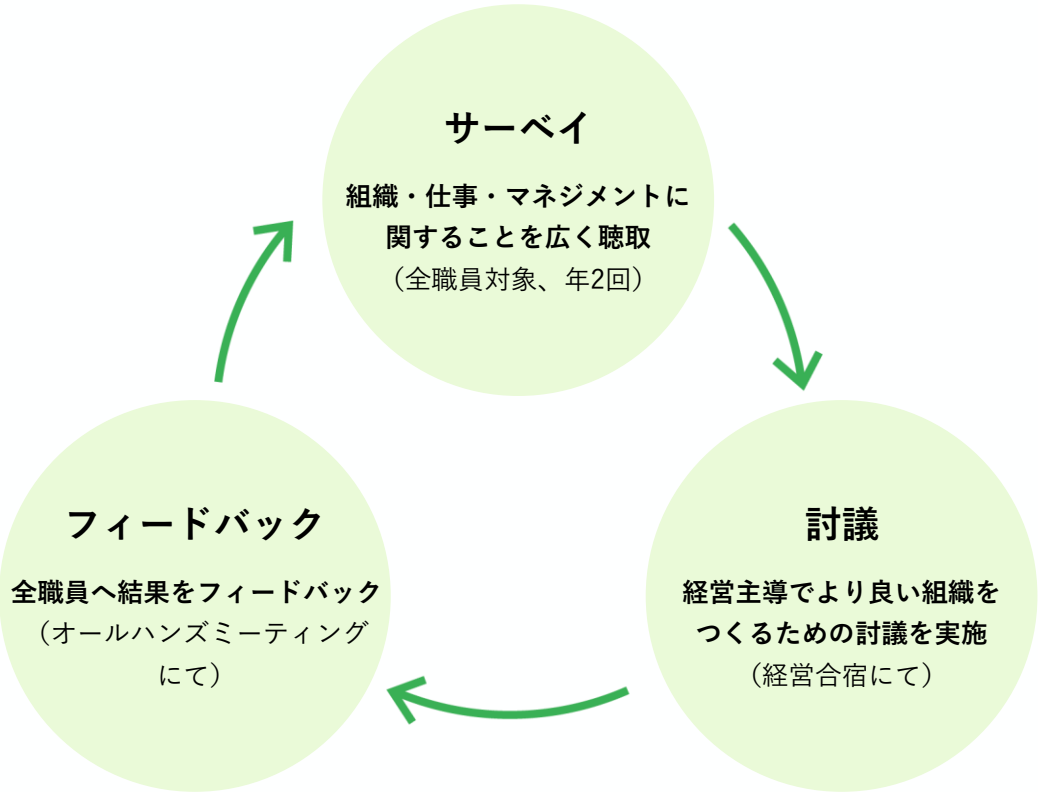 サーベイ
組織・仕事・マネジメントに
関することを広く聴取
（全職員対象、年2回）
フィードバック
全職員へ結果をフィードバック
（オールハンズミーティング
にて）
討議
経営主導でより良い組織を
つくるための討議を実施
（経営合宿にて）